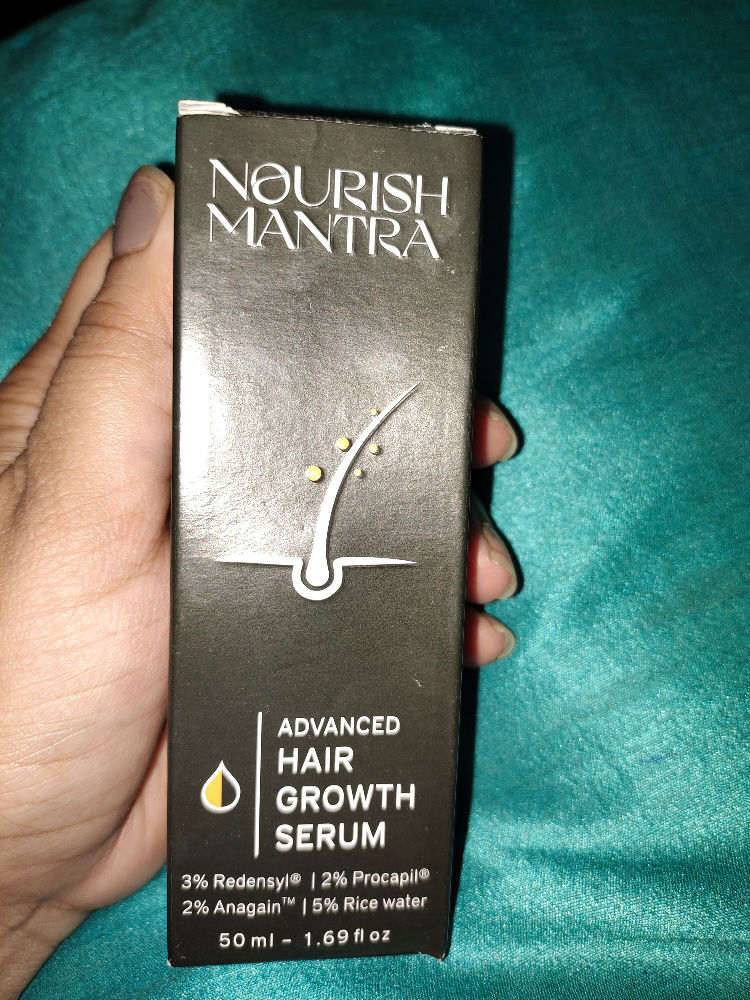 NOURISH
MANTRA
ADVANCED
HAIR
GROWTH
SERUM
3% Redensyl® | 2% Procapil®
2% Anagain™ | 5% Rice water
50 ml - 1.69 fl oz